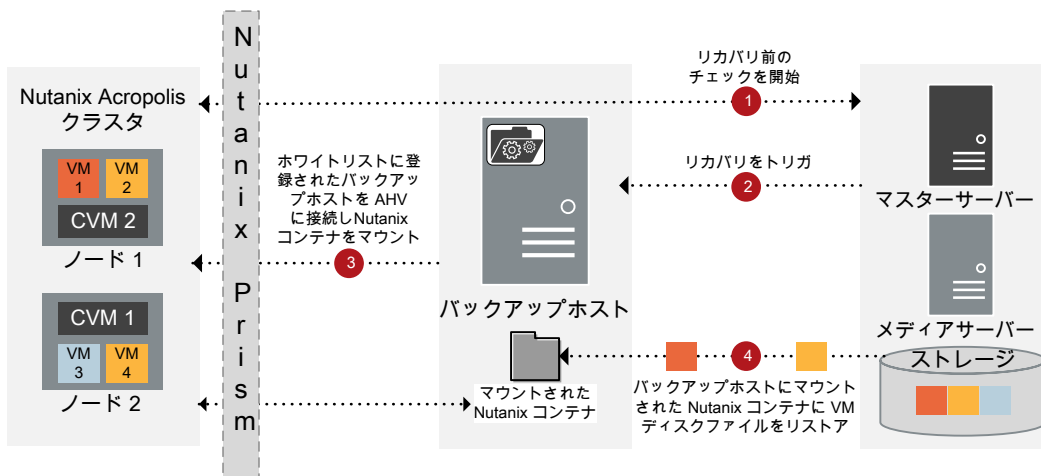 Nutanix Acropolis
クラスタ
VM
1
VM
2
CVM 2
ノード 1
CVM 1
VM
3
VM
4
ノード 2
Nutanix Prism
リカバリ前の
チェックを開始
1
リカバリをトリガ
2
ホワイトリストに登
録されたバックアッ
プホストを AHV
に接続しNutanix
コンテナをマウント
3
バックアップホスト
マウントされた
Nutanix コンテナ
4
バックアップホストにマウント
された Nutanix コンテナに VM
ディスクファイルをリストア
マスターサーバー
メディアサーバー
ストレージ